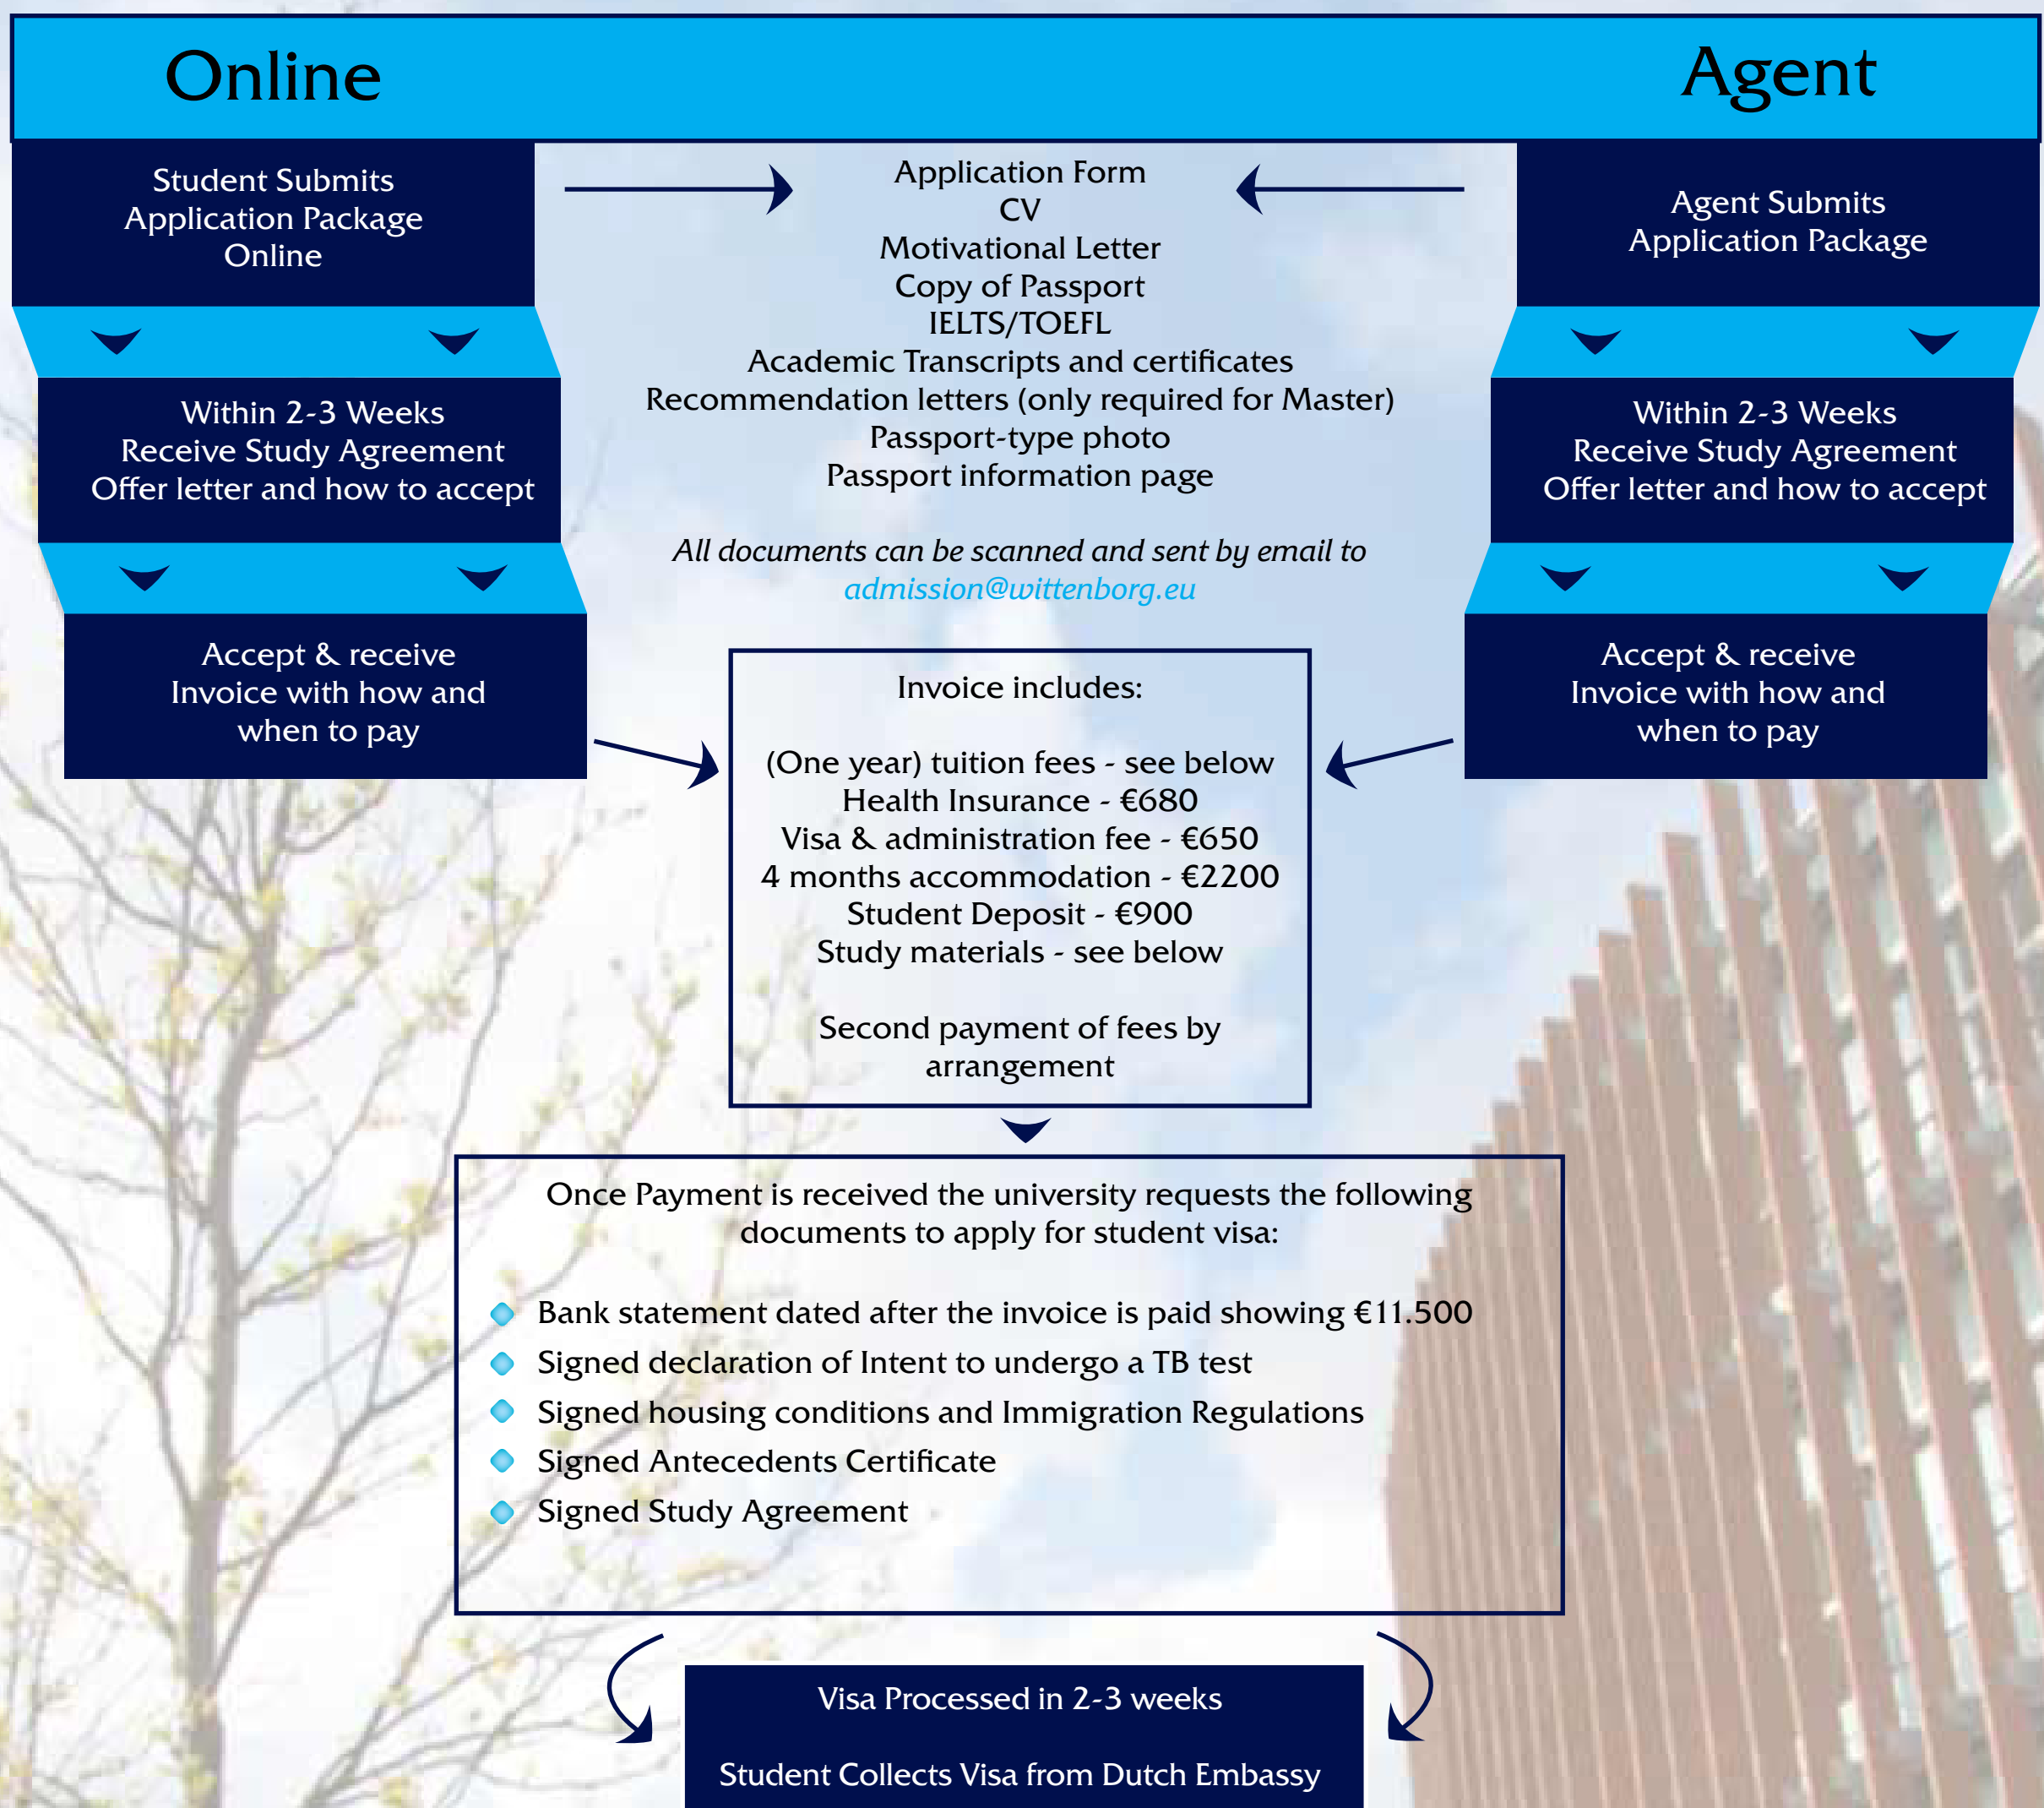 Online
Agent
Student Submits
Application Package
Online
Application Form
CV
Motivational Letter
Copy of Passport
IELTS/TOEFL
Academic Transcripts and certificates
Recommendation letters (only required for Master)
Passport-type photo
Passport information page
All documents can be scanned and sent by email to
admission@wittenborg.eu
Agent Submits
Application Package
Within 2-3 Weeks
Receive Study Agreement
Offer letter and how to accept
Within 2-3 Weeks
Receive Study Agreement
Offer letter and how to accept
Accept & receive
Invoice with how and
when to pay
Accept & receive
Invoice with how and
when to pay
Invoice includes:
(One year) tuition fees - see below
Health Insurance - €680
Visa & administration fee - €650
4 months accommodation - €2200
Student Deposit - €900
Study materials - see below
Second payment of fees by
arrangement
Once Payment is received the university requests the following
documents to apply for student visa:
Bank statement dated after the invoice is paid showing €11.500
Signed declaration of Intent to undergo a TB test
Signed housing conditions and Immigration Regulations
Signed Antecedents Certificate
Signed Study Agreement
Visa Processed in 2-3 weeks
Student Collects Visa from Dutch Embassy